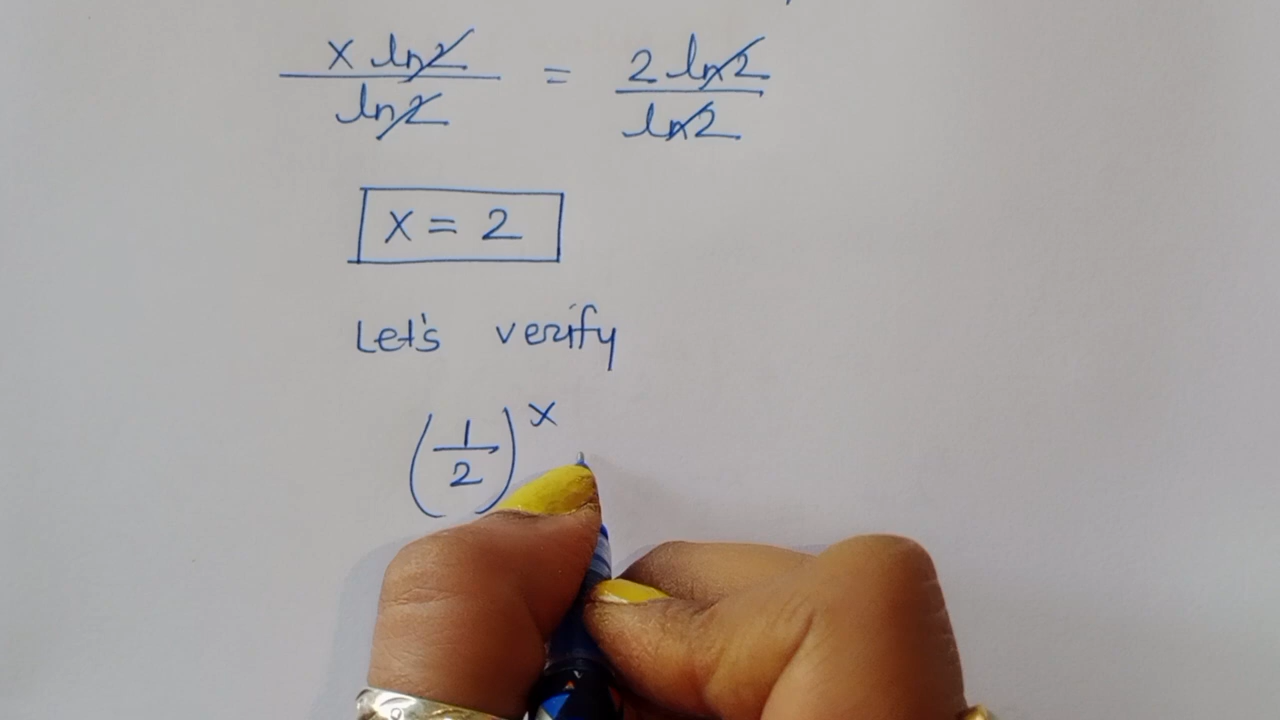 x ln2 / ln2 = 2 ln2 / ln2
x = 2
Let's verify
(1/2)^x